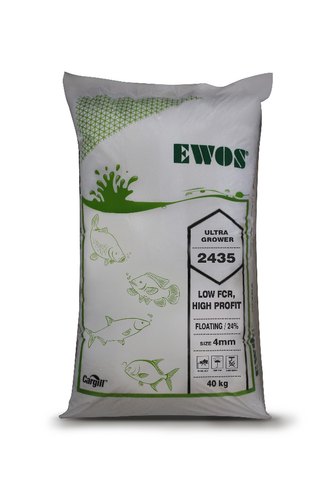 EWOS®
ULTRA
GROWER
2435
LOW FCR,
HIGH PROFIT
FLOATING / 24%
SIZE 4mm
40 kg
Cargill